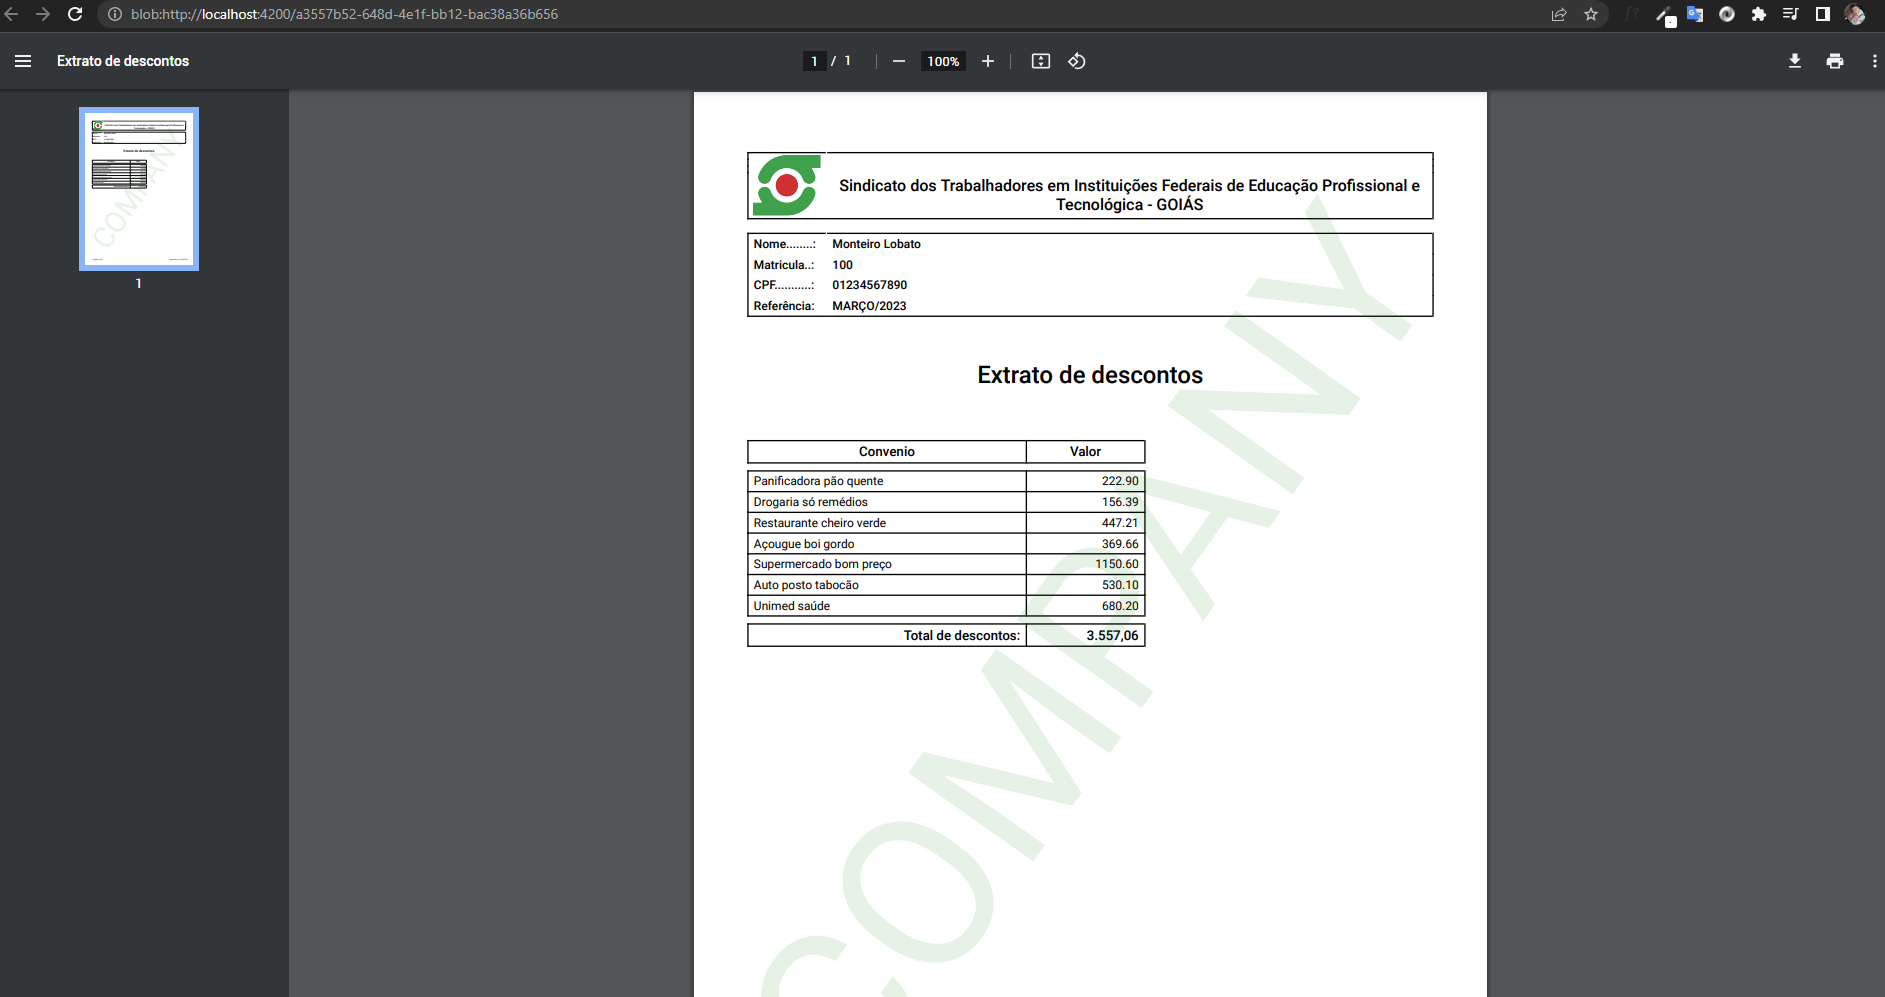 blob:http://localhost:4200/a3557b52-648d-4e1f-bb12-bac38a36b656
Extrato de descontos
1 / 1
100%
1
Sindicato dos Trabalhadores em Instituições Federais de Educação Profissional e
Tecnológica - GOIÁS
Nome........: Monteiro Lobato
Matricula..: 100
CPF...........: 01234567890
Referência: MARÇO/2023
Extrato de descontos
Convenio Valor
Panificadora pão quente 222.90
Drogaria só remédios 156.39
Restaurante cheiro verde 447.21
Açougue boi gordo 369.66
Supermercado bom preço 1150.60
Auto posto tabocão 530.10
Unimed saúde 680.20
Total de descontos: 3.557,06
COMPANY